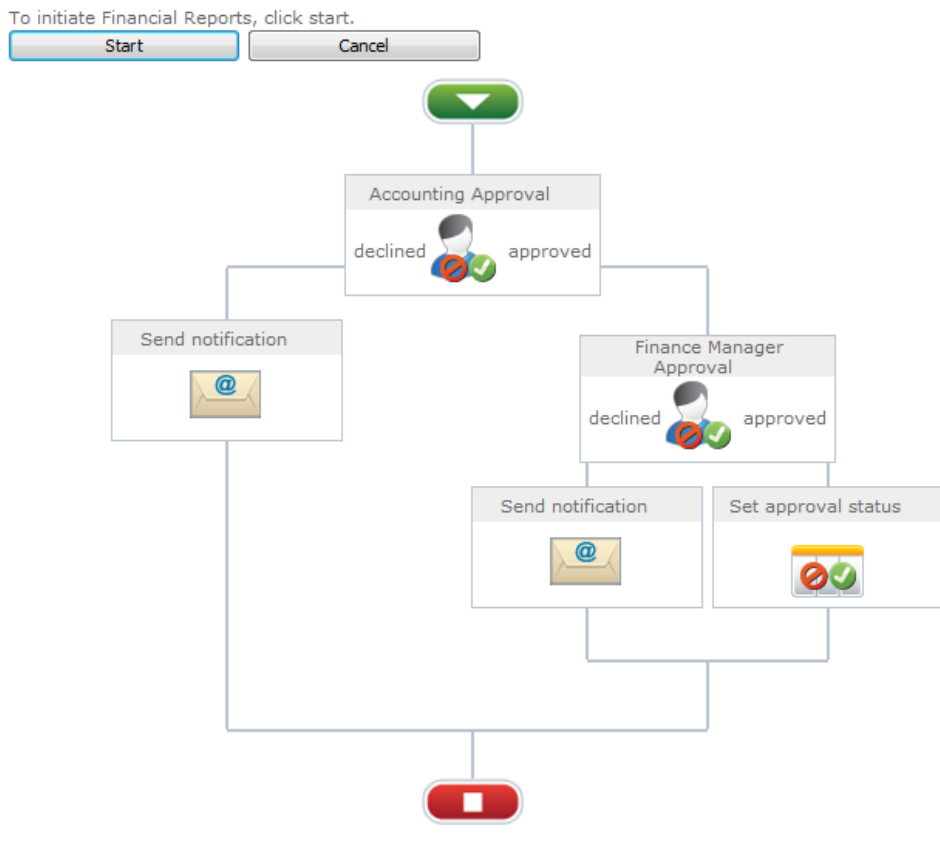 To initiate Financial Reports, click start.
Start
Cancel
Accounting Approval
declined
approved
Send notification
@
Finance Manager
Approval
declined
approved
Send notification
@
Set approval status